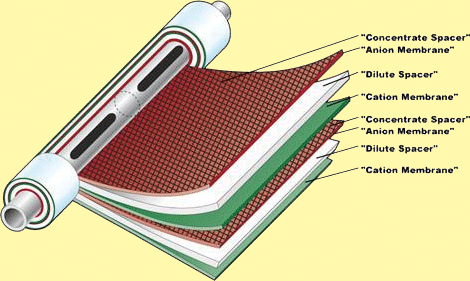 "Concentrate Spacer"
"Anion Membrane"
"Dilute Spacer"
"Cation Membrane"
"Concentrate Spacer"
"Anion Membrane"
"Dilute Spacer"
"Cation Membrane"